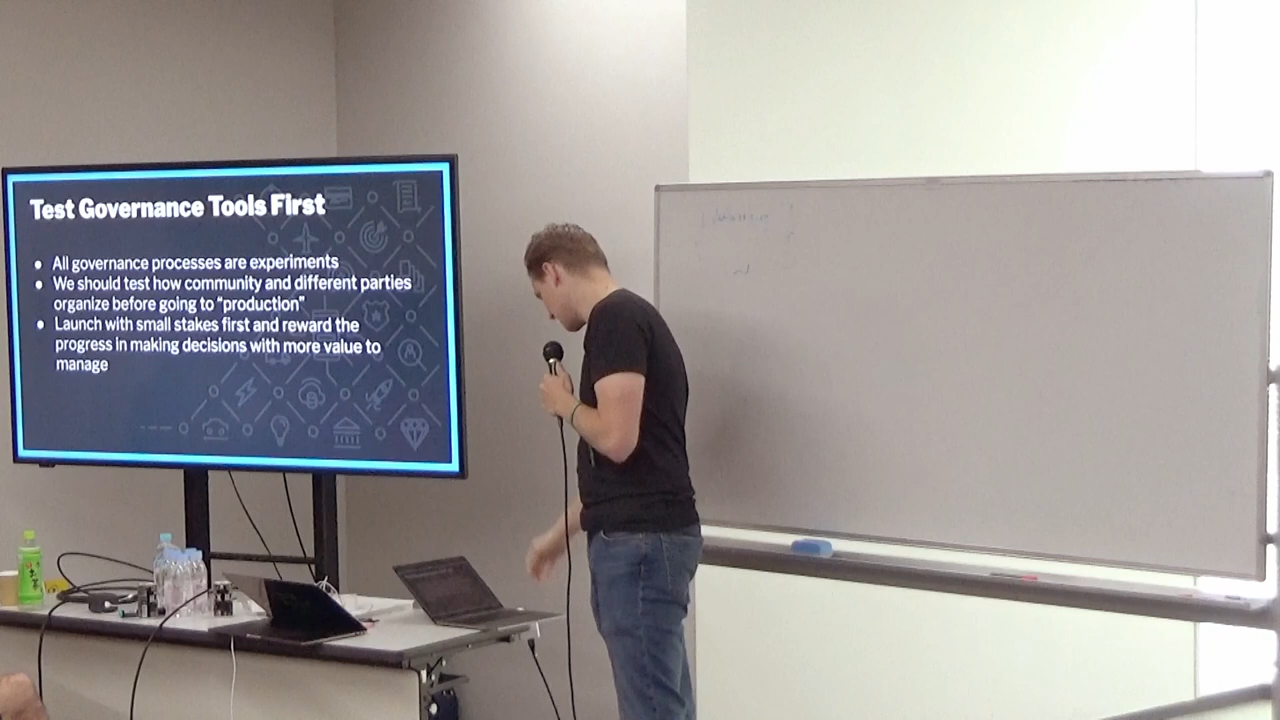 Test Governance Tools First
• All governance processes are experiments
• We should test how community and different parties
organize before going to “production”
• Launch with small stakes first and reward the
progress in making decisions with more value to
manage